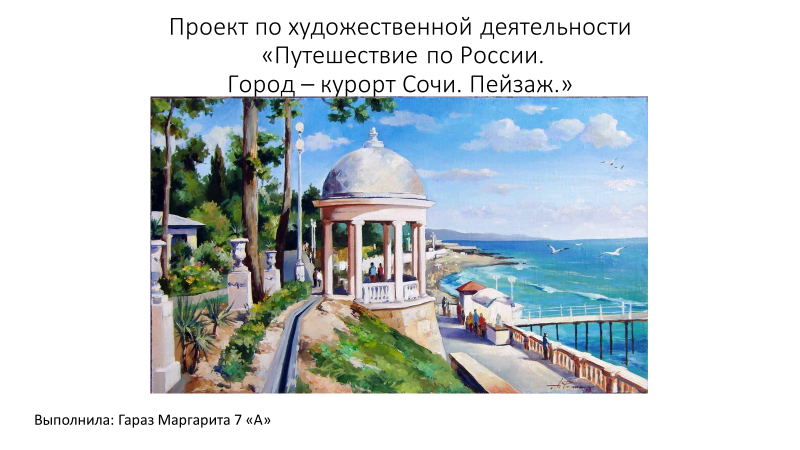 Проект по художественной деятельности
«Путешествие по России.
Город – курорт Сочи. Пейзаж.»
Выполнила: Гараз Маргарита 7 «А»